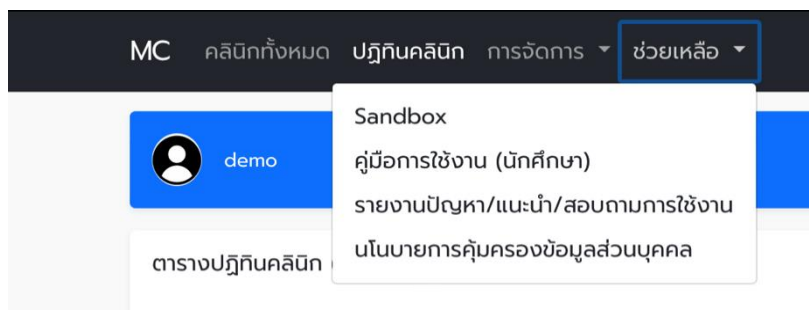 MC คลินิกทั้งหมด ปฏิทินคลินิก การจัดการ ช่วยเหลือ
Sandbox
demo
คู่มือการใช้งาน (นักศึกษา)
รายงานปัญหา/แนะนำ/สอบถามการใช้งาน
นโนบายการคุ้มครองข้อมูลส่วนบุคคล
ตารางปฏิทินคลินิก